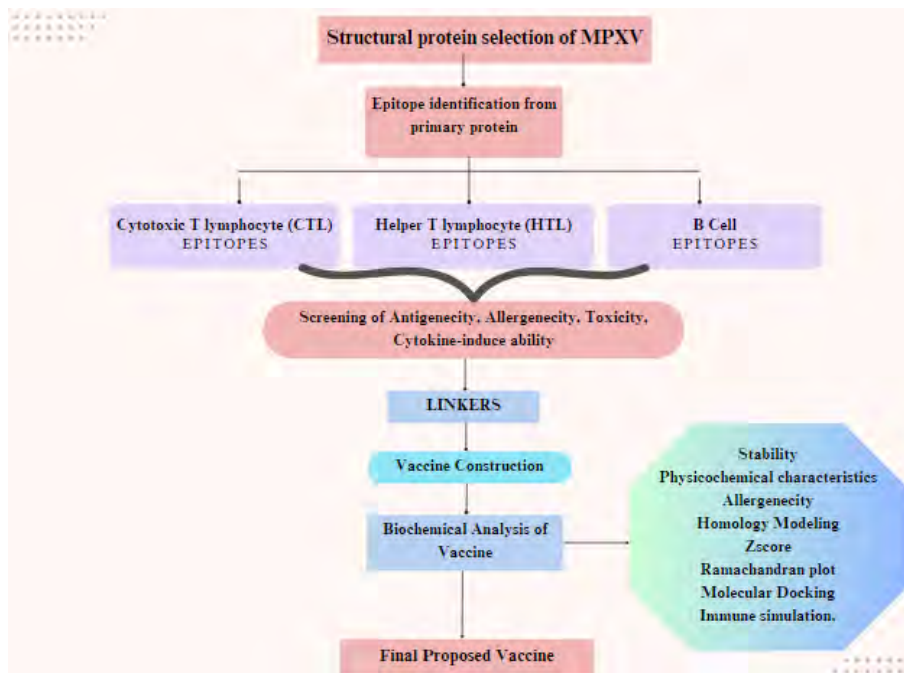 Structural protein selection of MPXV
Epitope identification from
primary protein
Cytotoxic T lymphocyte (CTL)
EPITOPES
Helper T lymphocyte (HTL)
EPITOPES
B Cell
EPITOPES
Screening of Antigenecity, Allergenecity, Toxicity,
Cytokine-induce ability
LINKERS
Vaccine Construction
Biochemical Analysis of
Vaccine
Stability
Physicochemical characteristics
Allergenecity
Homology Modeling
Zscore
Ramachandran plot
Molecular Docking
Immune simulation.
Final Proposed Vaccine